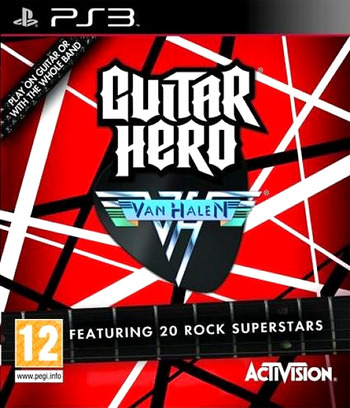 PS3
PLAY ON GUITAR OR
WITH THE WHOLE BAND
GUITAR
HERO
VAN HALEN
12
www.pegi.info
FEATURING 20 ROCK SUPERSTARS
ACTIVISION